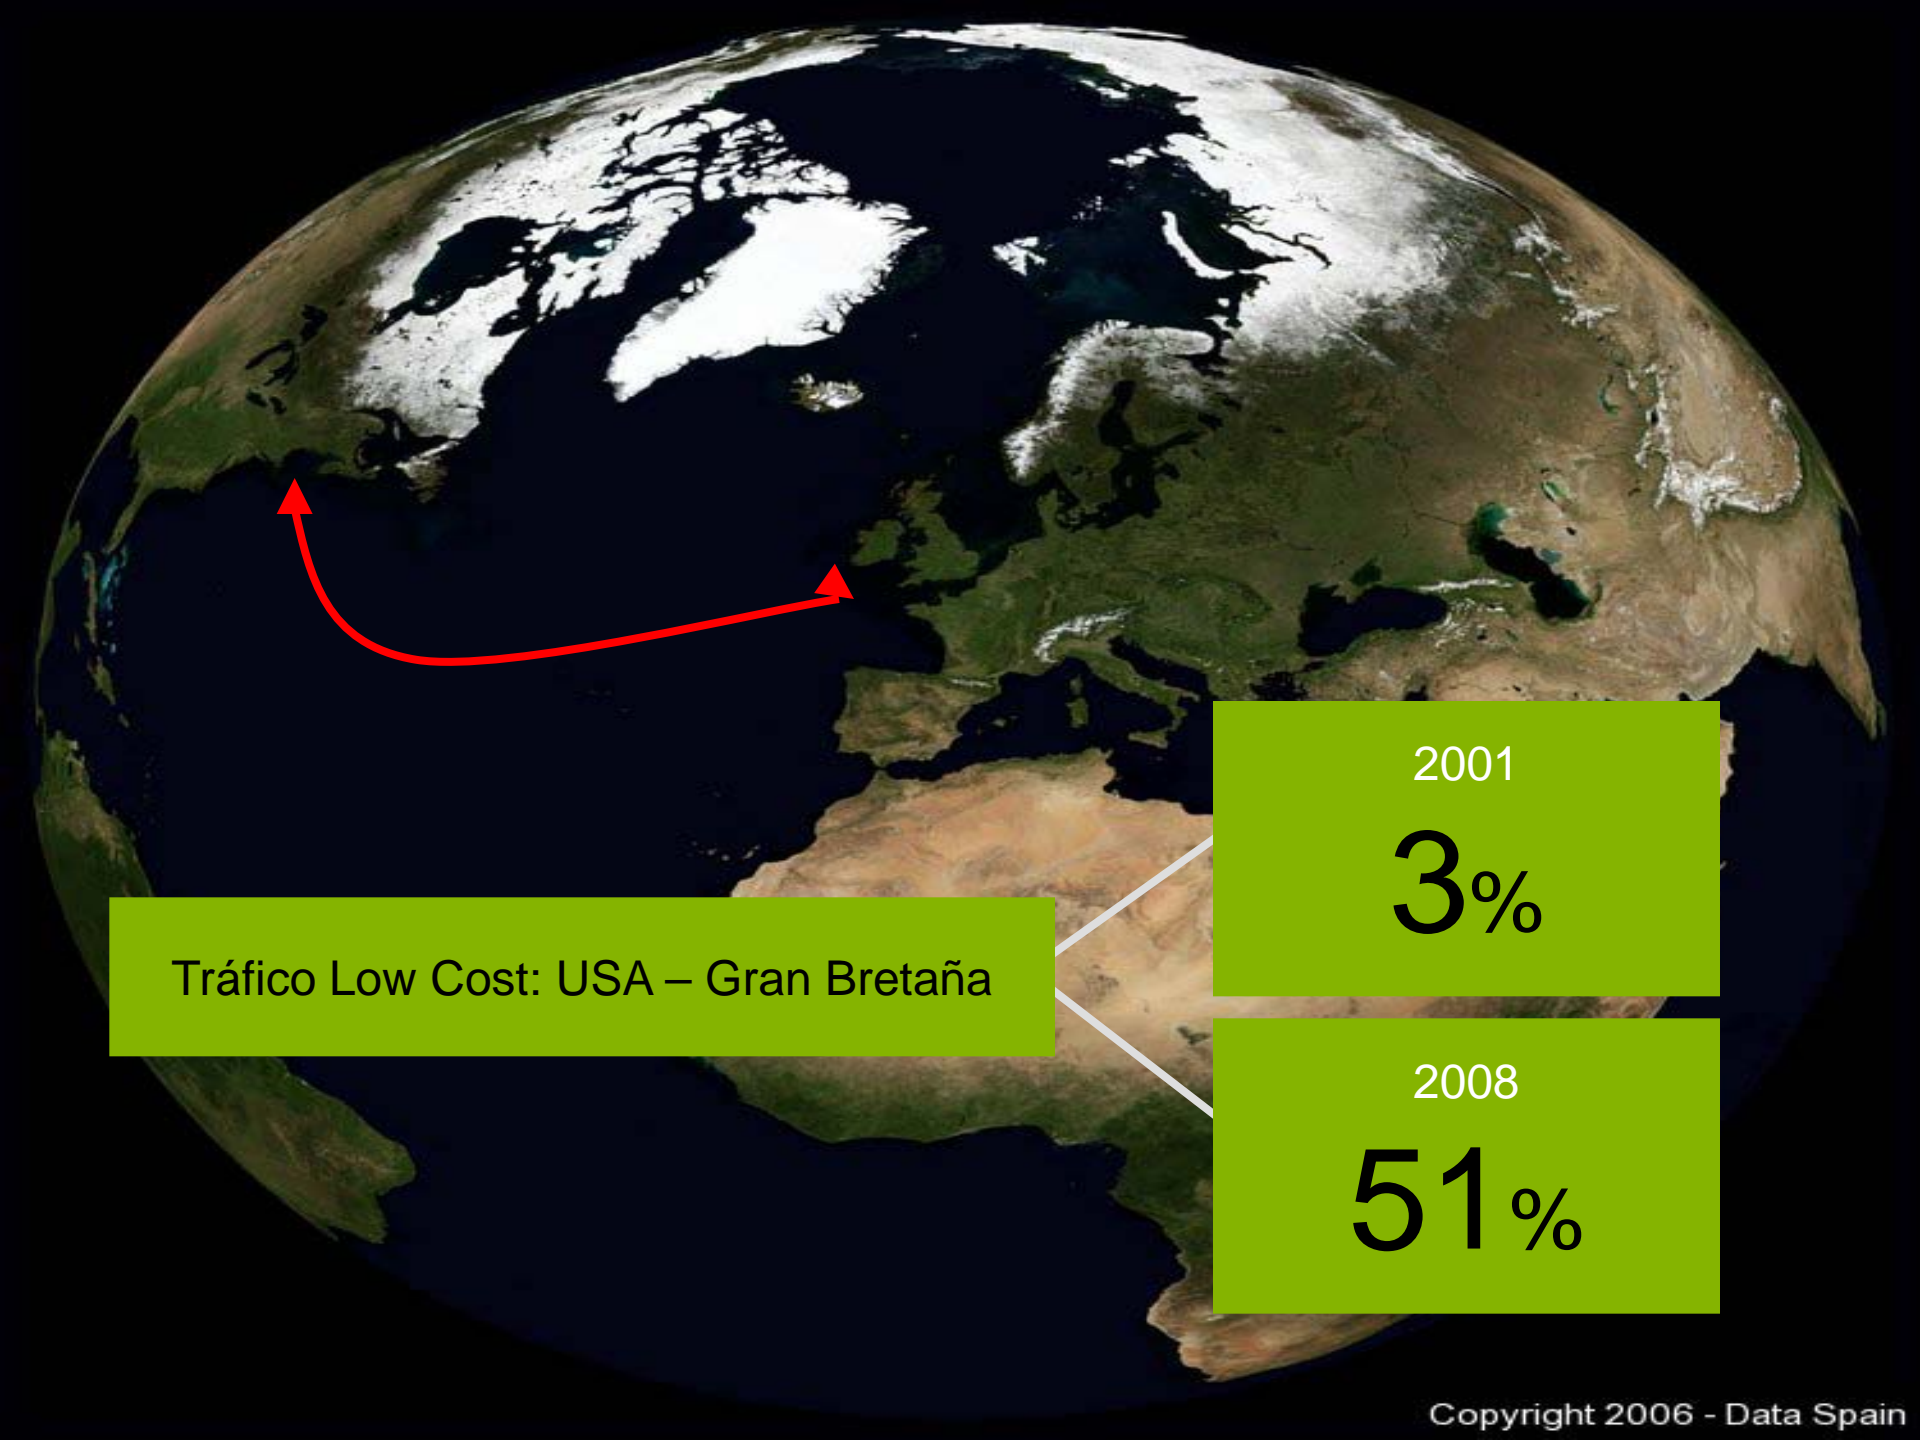 2001
3%
Tráfico Low Cost: USA – Gran Bretaña
2008
51%
Copyright 2006 - Data Spain